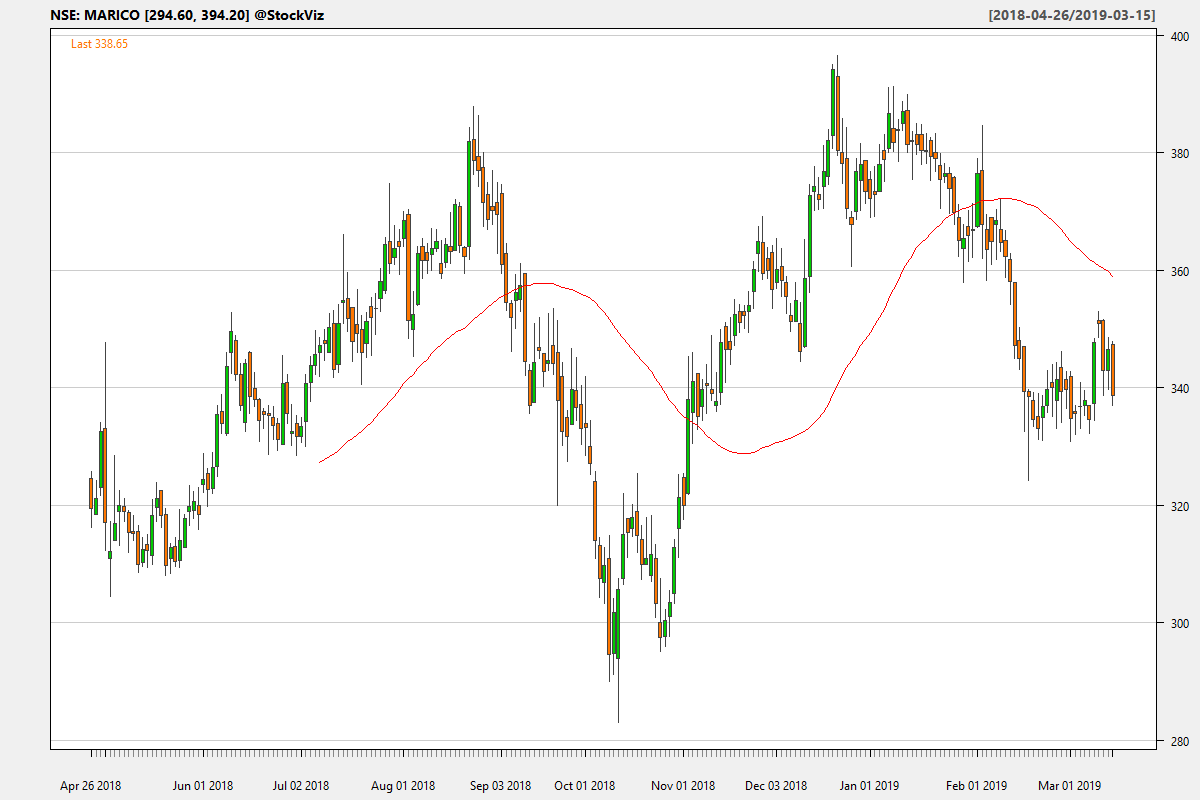 NSE: MARICO [294.60, 394.20] @StockViz [2018-04-26/2019-03-15]
Last 338.65
400
380
360
340
320
300
280
Apr 26 2018 Jun 01 2018 Jul 02 2018 Aug 01 2018 Sep 03 2018 Oct 01 2018 Nov 01 2018 Dec 03 2018 Jan 01 2019 Feb 01 2019 Mar 01 2019